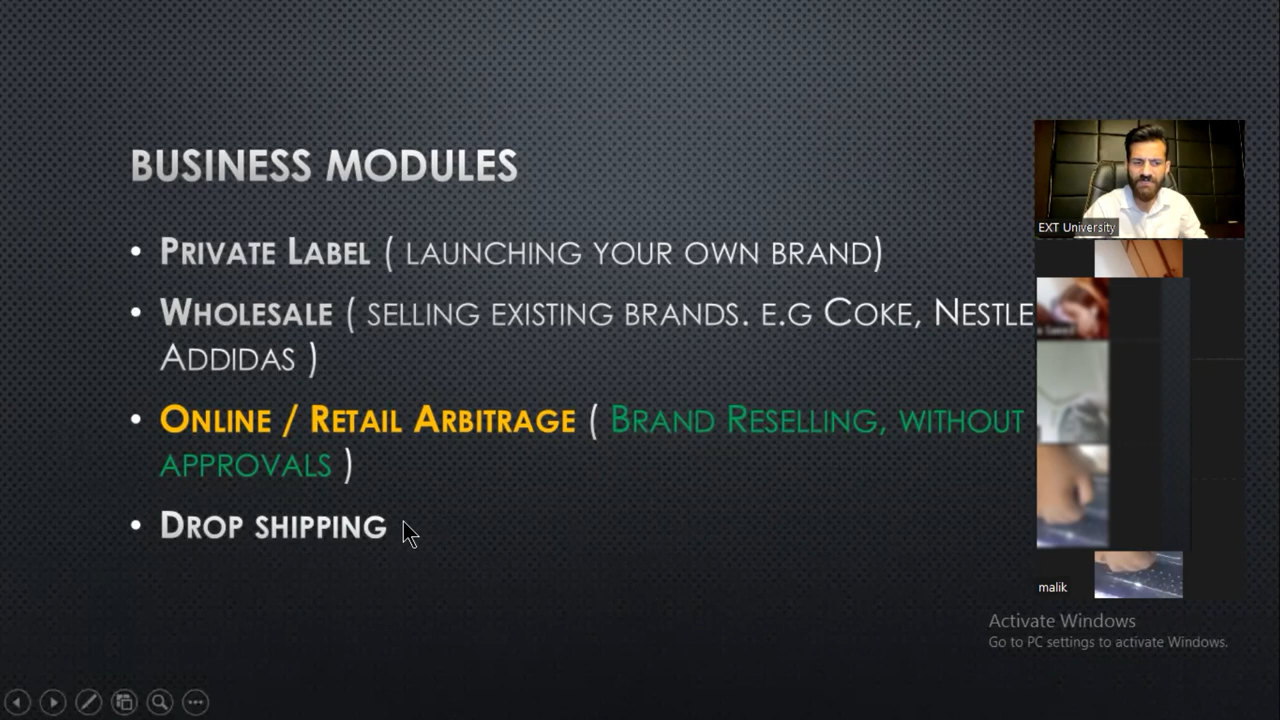 BUSINESS MODULES
• PRIVATE LABEL ( LAUNCHING YOUR OWN BRAND)
• WHOLESALE ( SELLING EXISTING BRANDS. E.G COKE, NESTLE
ADDIDAS )
• ONLINE / RETAIL ARBITRAGE ( BRAND RESELLING, WITHOUT
APPROVALS )
• DROP SHIPPING
EXT University
malik
Activate Windows
Go to PC settings to activate Windows.